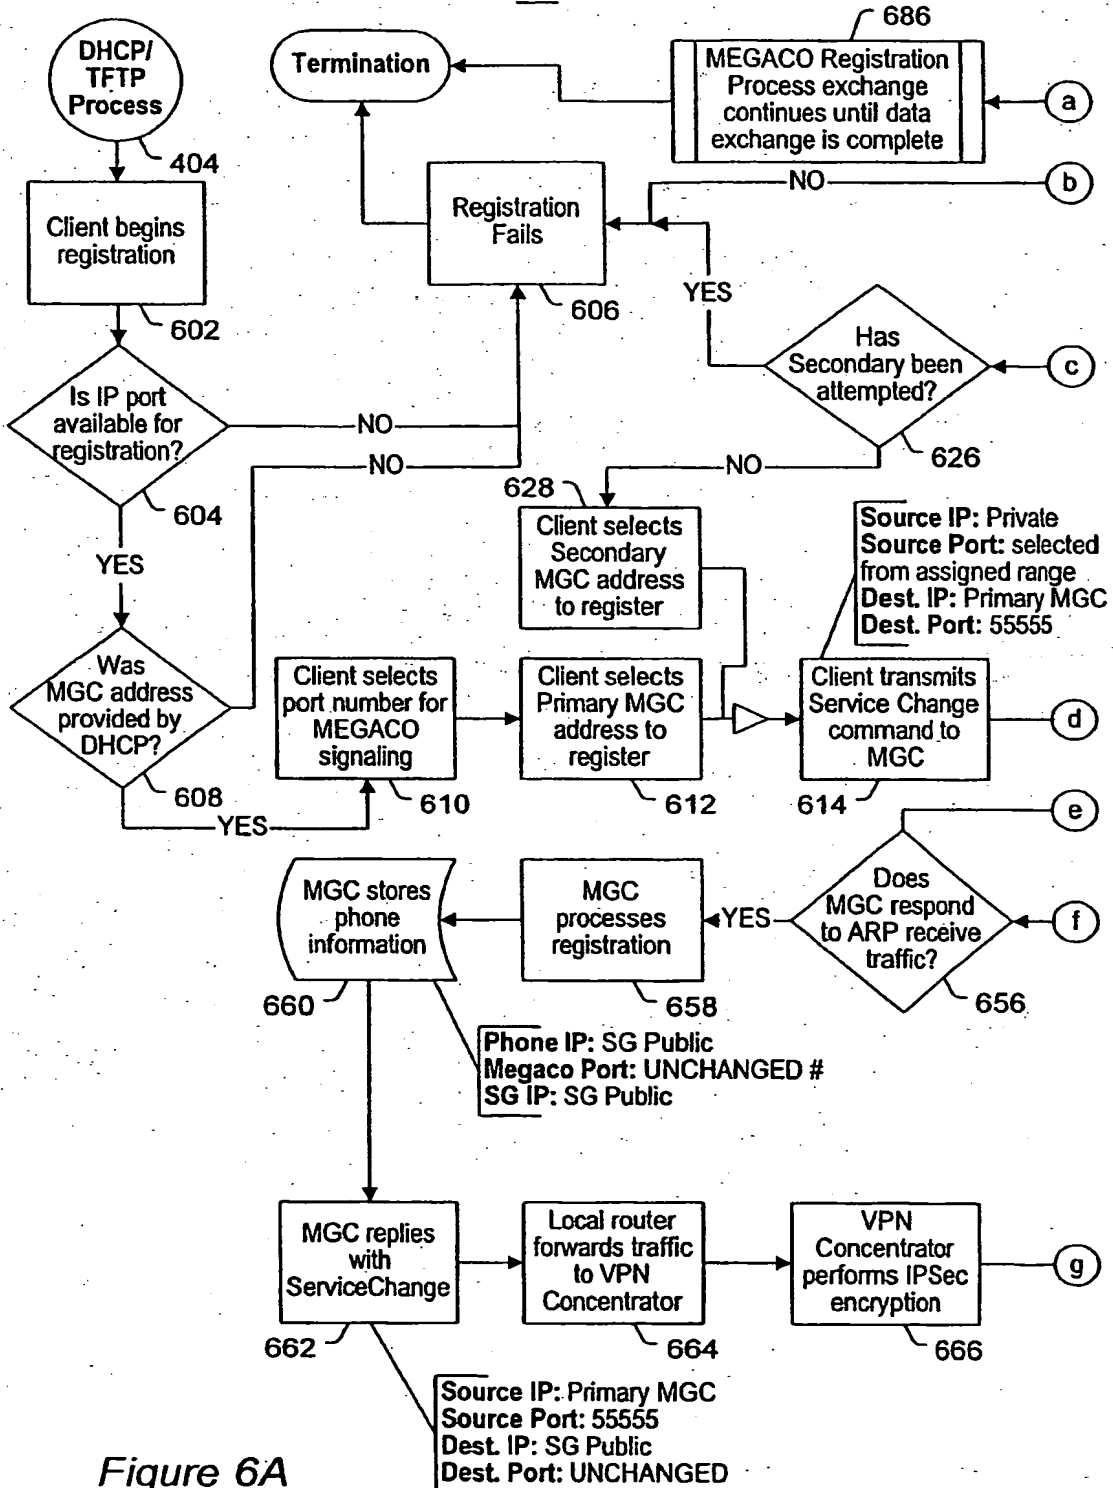 DHCP/
TFTP
Process
404
Termination
686
MEGACO Registration
Process exchange
continues until data
exchange is complete
a
NO
b
Client begins
registration
602
Registration
Fails
606
YES
Has
Secondary been
attempted?
626
c
Is IP port
available for
registration?
604
NO
NO
NO
YES
628
Client selects
Secondary
MGC address
to register
Source IP: Private
Source Port: selected
from assigned range
Dest. IP: Primary MGC
Dest. Port: 55555
Was
MGC address
provided by
DHCP?
608
YES
Client selects
port number for
MEGACO
signaling
610
Client selects
Primary MGC
address to
register
612
Client transmits
Service Change
command to
MGC
614
d
e
MGC stores
phone
information
660
MGC
processes
registration
658
YES
Does
MGC respond
to ARP receive
traffic?
656
f
Phone IP: SG Public
Megaco Port: UNCHANGED #
SG IP: SG Public
MGC replies
with
ServiceChange
662
Local router
forwards traffic
to VPN
Concentrator
664
VPN
Concentrator
performs IPSec
encryption
666
g
Source IP: Primary MGC
Source Port: 55555
Dest. IP: SG Public
Dest. Port: UNCHANGED
Figure 6A